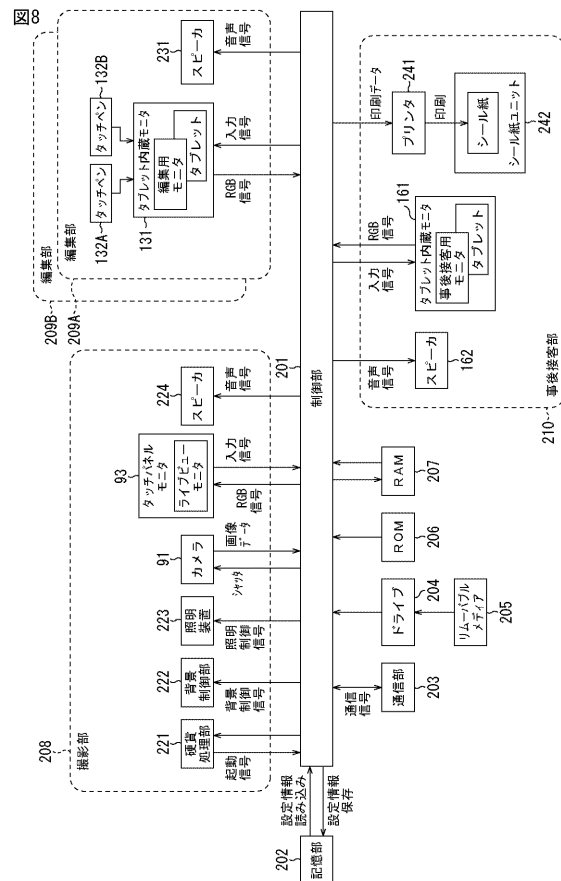 図8
208
撮影部
221
硬貨
処理部
起動
信号
222
背景
制御部
背景
制御
信号
223
照明
装置
照明
制御
信号
91
カメラ
シャッタ
画像
データ
93
タッチパネル
モニタ
ライブビュー
モニタ
RGB
信号
入力
信号
224
スピーカ
音声
信号
209B
編集部
209A
編集部
132A
タッチペン
132B
タッチペン
131
タブレット内蔵モニタ
編集用
モニタ
タブレット
RGB
信号
入力
信号
231
スピーカ
音声
信号
201
制御部
202
記憶部
設定情報
読み込み
設定情報
保存
通信
信号
通信部
203
ドライブ
204
リムーバブル
メディア
205
ROM
206
RAM
207
210
事後接客部
音声
信号
スピーカ
162
入力
信号
RGB
信号
161
タブレット内蔵モニタ
事後接客用
モニタ
タブレット
印刷データ
241
プリンタ
印刷
シール紙
シール紙ユニット
242